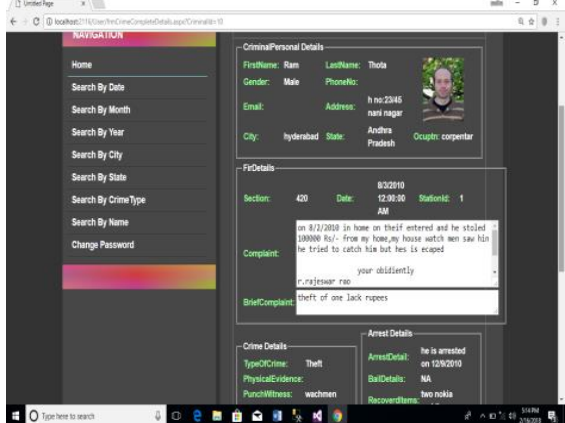 Untitled Page
localhost:2116/User/frmCrimeCompleteDetails.aspx?CriminalId=10
NAVIGATION
Home
Search By Date
Search By Month
Search By Year
Search By City
Search By State
Search By CrimeType
Search By Name
Change Password
CriminalPersonal Details
FirstName: Ram LastName: Thota
Gender: Male PhoneNo:
Email: Address: h no:23/45
nani nagar
City: hyderabad State: Andhra
Pradesh
Ocuptn: corpentar
FirDetails
Section: 420 Date: 8/3/2010
12:00:00
AM
StationId: 1
Complaint:
on 8/2/2010 in home on theif entered and he stoled
100000 Rs/- from my home,my house watch men saw hin
he tried to catch him but hes is ecaped
your obidiently
r.rajeswar rao
BriefComplaint: theft of one lack rupees
Crime Details
TypeOfCrime: Theft
PhysicalEvidence:
PunchWitness: wachmen
Arrest Details
ArrestDetail: he is arrested
on 12/9/2010
BailDetails: NA
RecoveredItems: two nokia
Type here to search
5:14 PM
2/16/2018